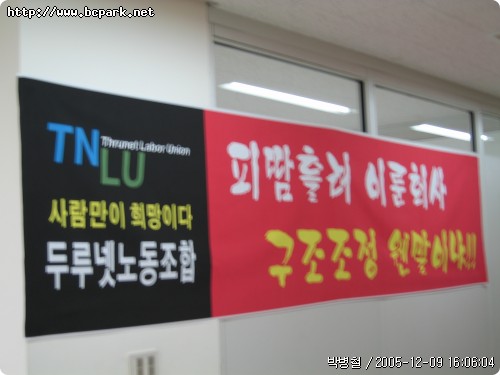 http://www.bcpark.net/
TNLU
Thrunet Labor Union
사람만이 희망이다
두루넷노동조합
피땀흘려 이룬회사
구조조정 웬말이냐!!
박병철 / 2005-12-09 16:06:04